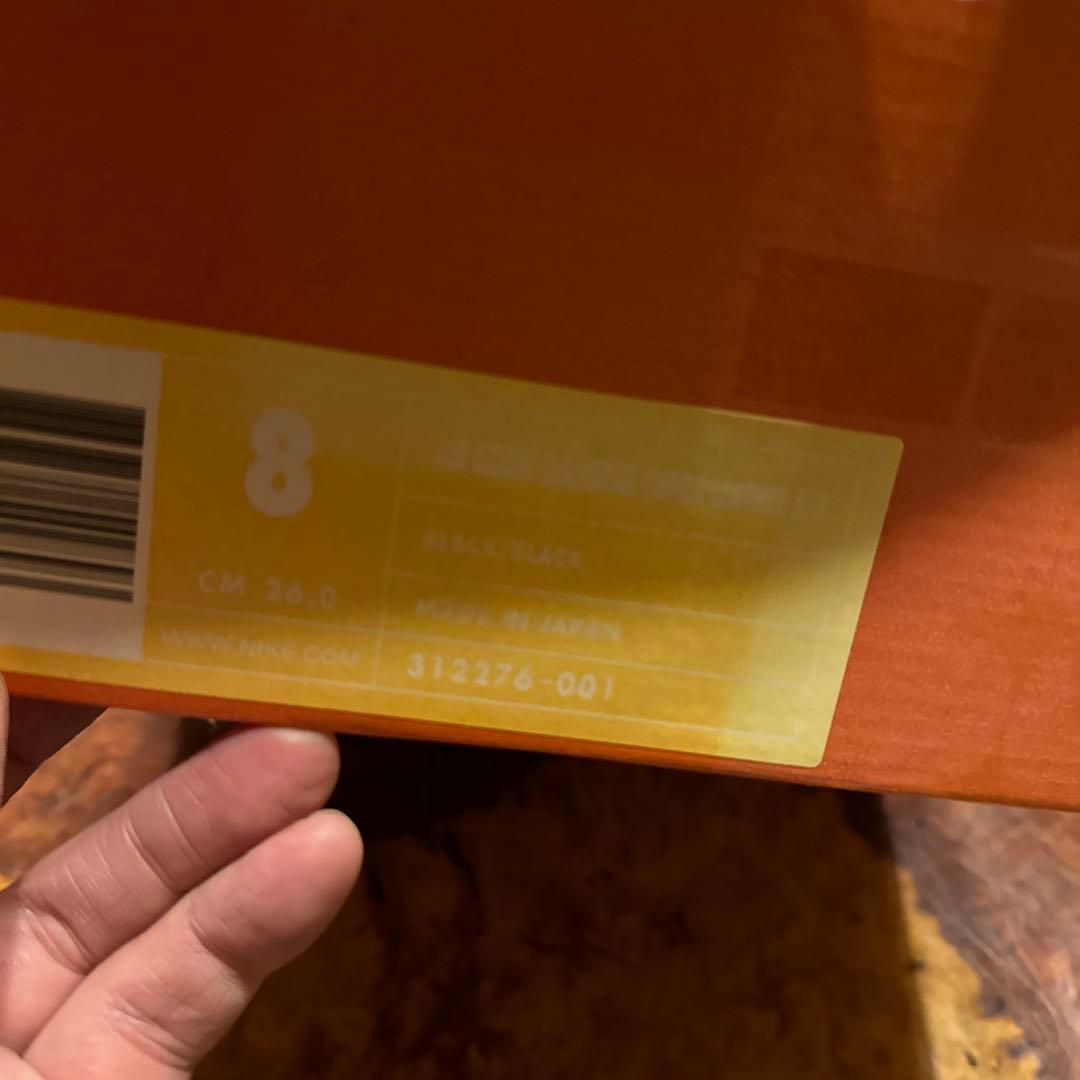 8
CM 26.0
WWW.NIKE.COM
BLACK/BLACK
MADE IN JAPAN
312276-001